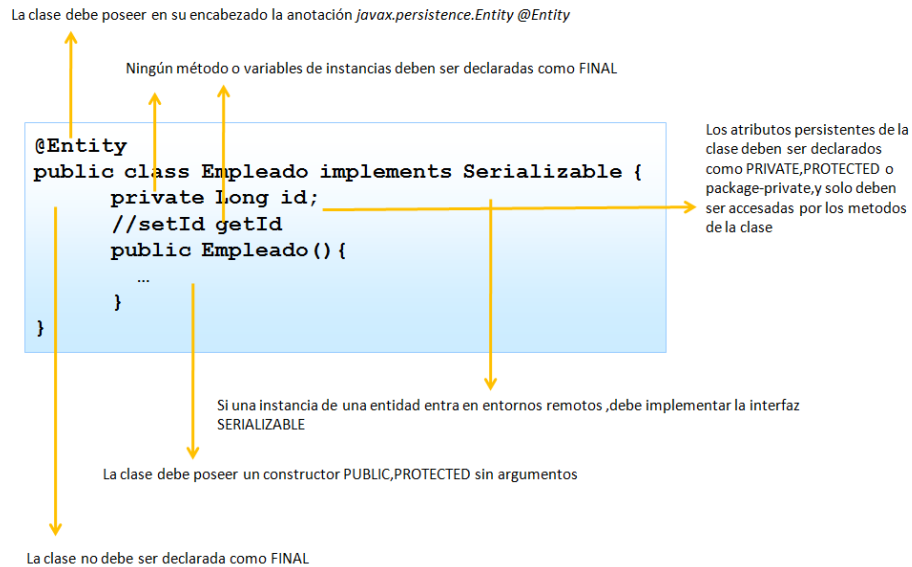 La clase debe poseer en su encabezado la anotación javax.persistence.Entity @Entity
Ningún método o variables de instancias deben ser declaradas como FINAL
@Entity
public class Empleado implements Serializable {
private Long id;
//setId getId
public Empleado(){
...
}
}
Los atributos persistentes de la
clase deben ser declarados
como PRIVATE,PROTECTED o
package-private,y solo deben
ser accesadas por los metodos
de la clase
Si una instancia de una entidad entra en entornos remotos ,debe implementar la interfaz
SERIALIZABLE
La clase debe poseer un constructor PUBLIC,PROTECTED sin argumentos
La clase no debe ser declarada como FINAL